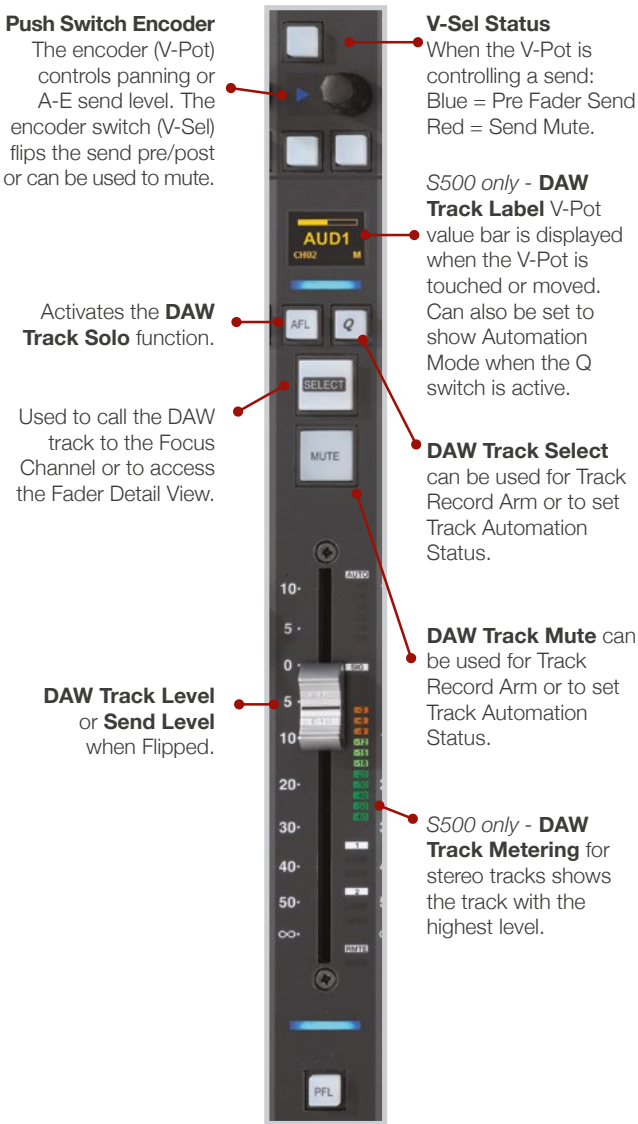 Push Switch Encoder
The encoder (V-Pot)
controls panning or
A-E send level. The
encoder switch (V-Sel)
flips the send pre/post
or can be used to mute.
V-Sel Status
When the V-Pot is
controlling a send:
Blue = Pre Fader Send
Red = Send Mute.
S500 only - DAW
Track Label V-Pot
value bar is displayed
when the V-Pot is
touched or moved.
Can also be set to
show Automation
Mode when the Q
switch is active.
AUD1
CH02 M
Activates the DAW
Track Solo function.
AFL
Q
SELECT
Used to call the DAW
track to the Focus
Channel or to access
the Fader Detail View.
MUTE
DAW Track Select
can be used for Track
Record Arm or to set
Track Automation
Status.
DAW Track Mute can
be used for Track
Record Arm or to set
Track Automation
Status.
AUTO
10
5
0
SIG
5
10
20
30
40
50
∞
DAW Track Level
or Send Level
when Flipped.
-12
-15
-18
-20
-30
-40
-50
-60
1
2
S500 only - DAW
Track Metering for
stereo tracks shows
the track with the
highest level.
PFL